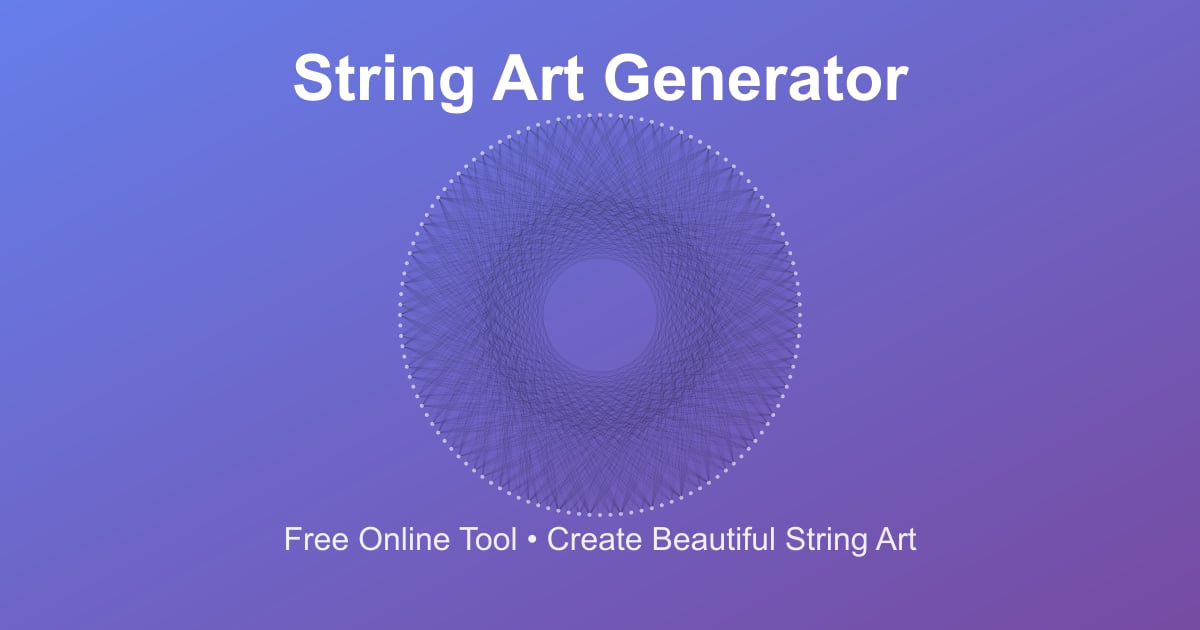 String Art Generator
Free Online Tool • Create Beautiful String Art